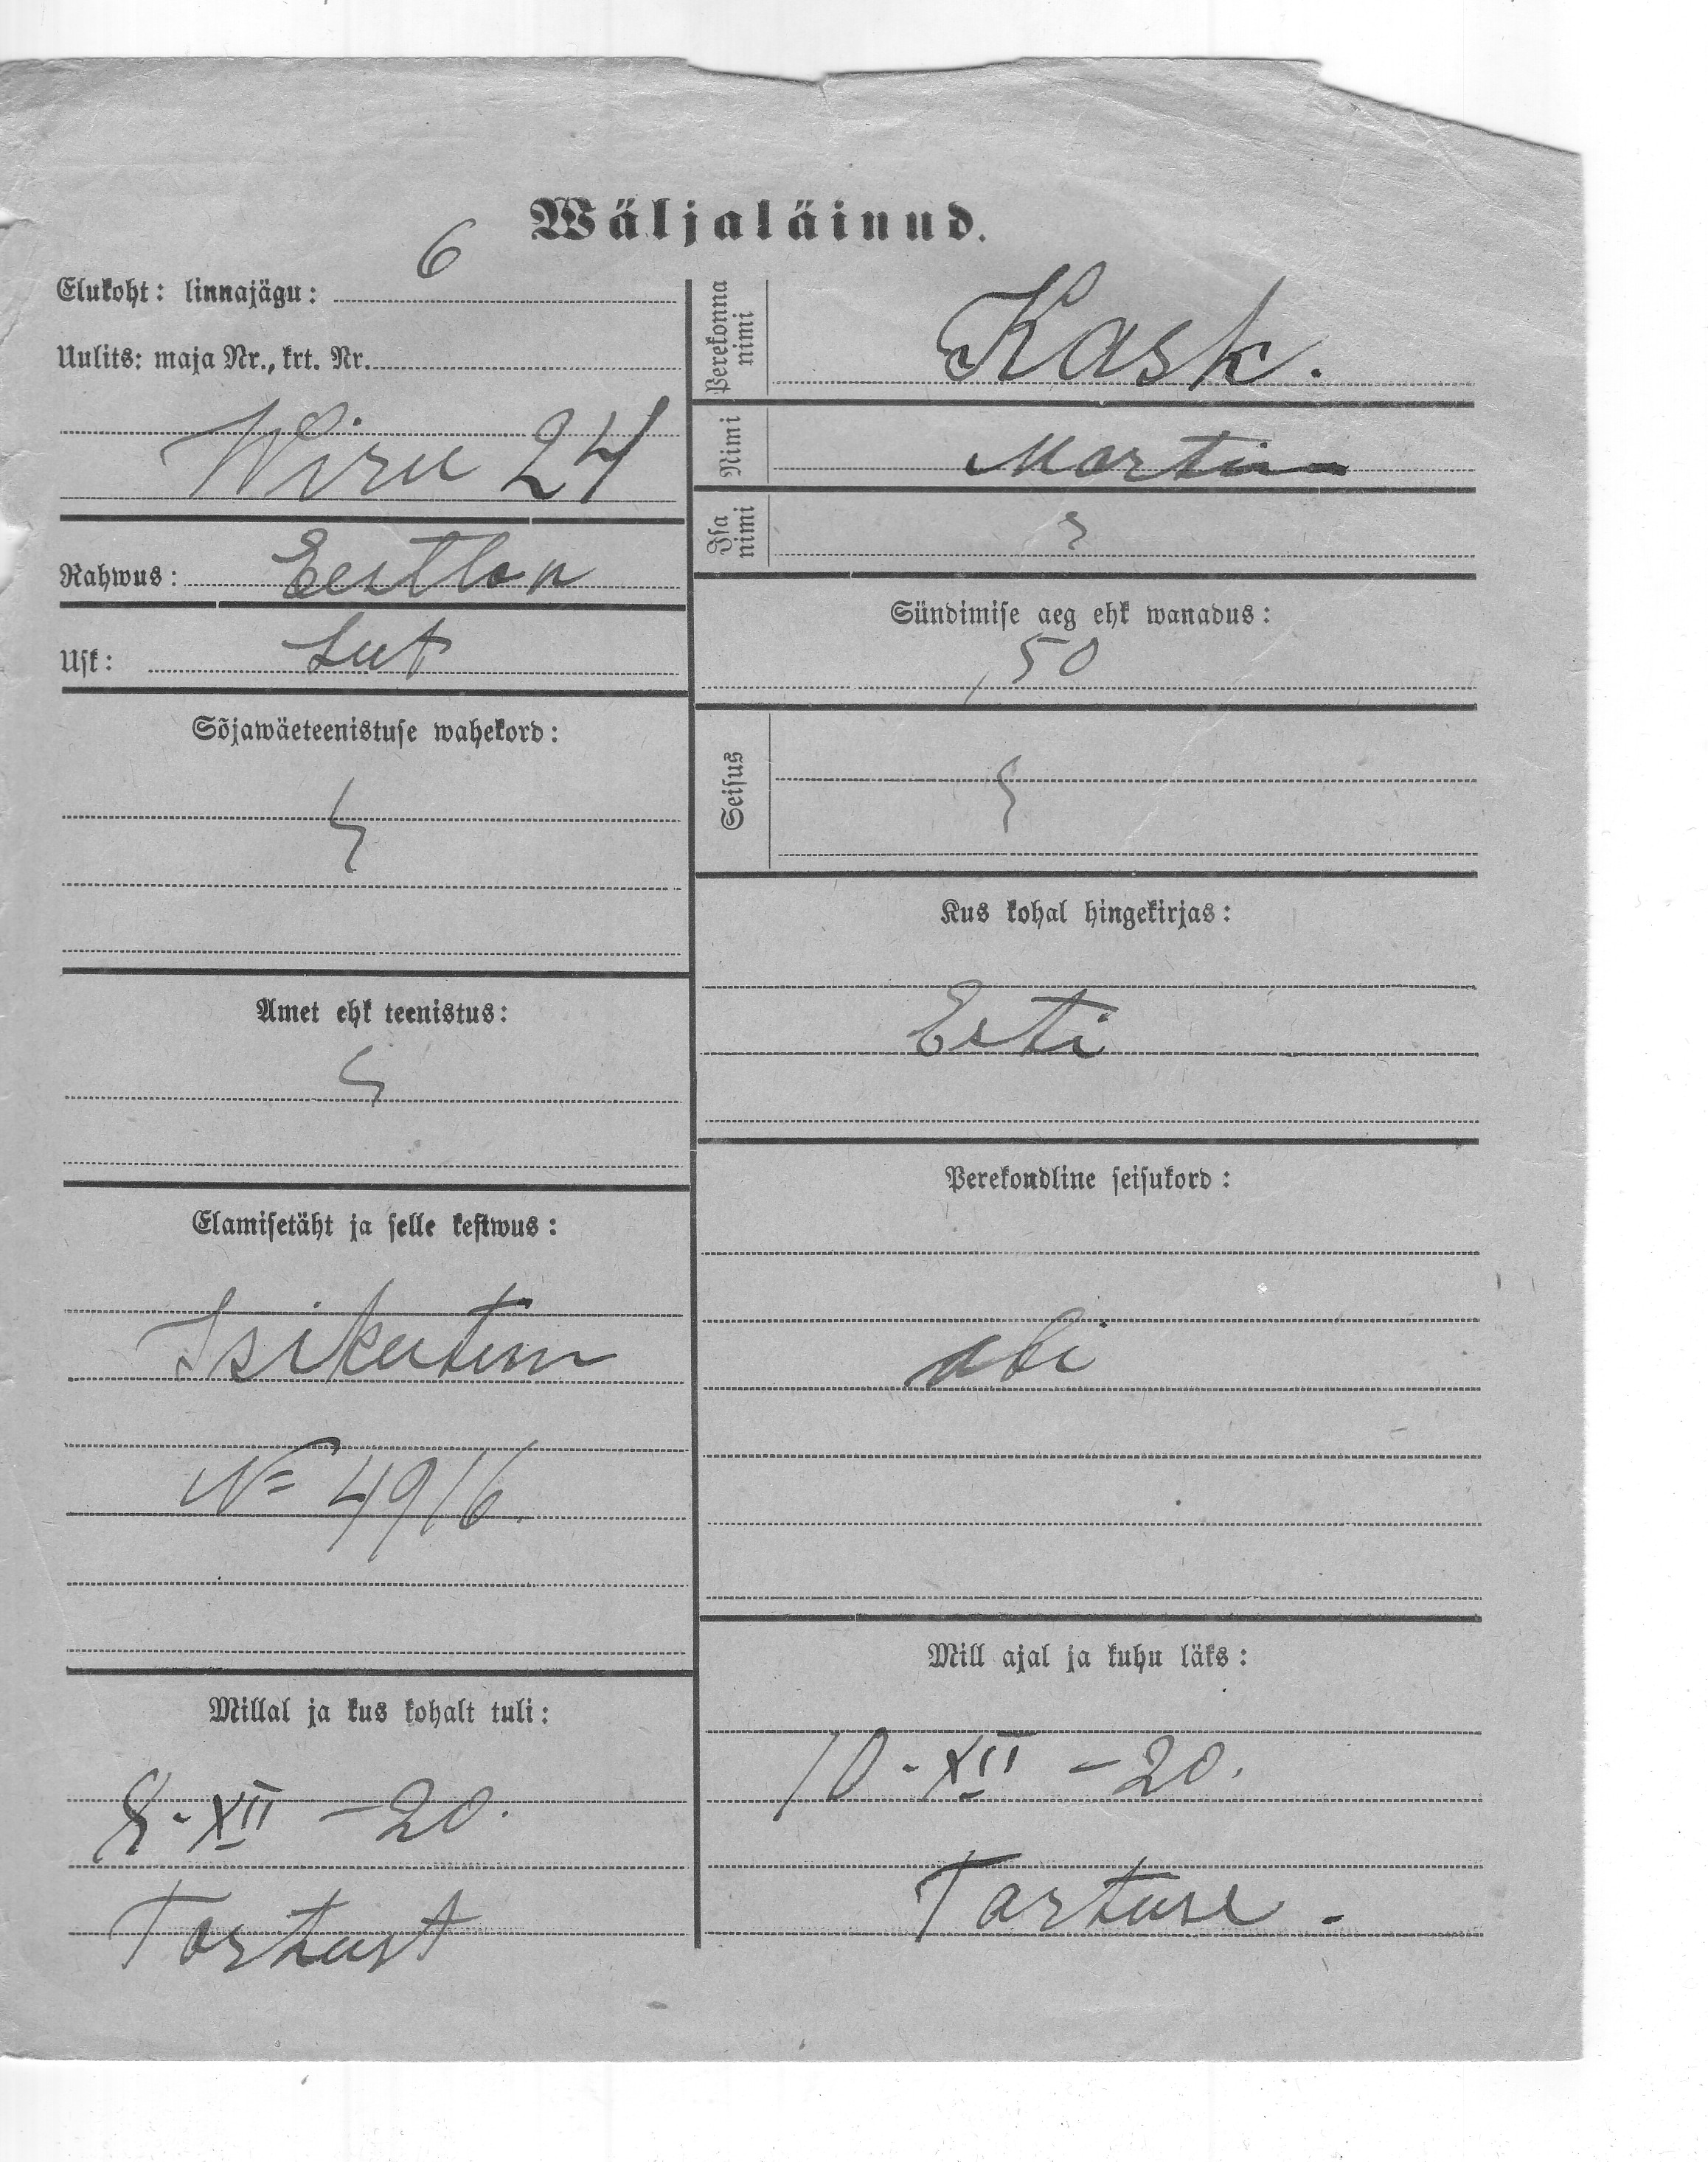 Wäljaläinud.
Elukoht: linnajägu: 6
Uulits: maja Nr., krt. Nr.
Wiru 24
Rahwus: Eestlan
Usk: Lut
Sõjawäeteenistuse wahekord:
Amet ehk teenistus:
Elamisetäht ja selle kestwus:
Isikutun
№ 4916.
Millal ja kus kohalt tuli:
8-XII-20.
Tartust
Perekonna nimi
Kask.
Nimi
Martin
Isa nimi
Sündimise aeg ehk wanadus:
50
Seisus
Kus kohal hingekirjas:
Esti
Perekondline seisukord:
abi
Mill ajal ja kuhu läks:
10-XII-20.
Tartuse-